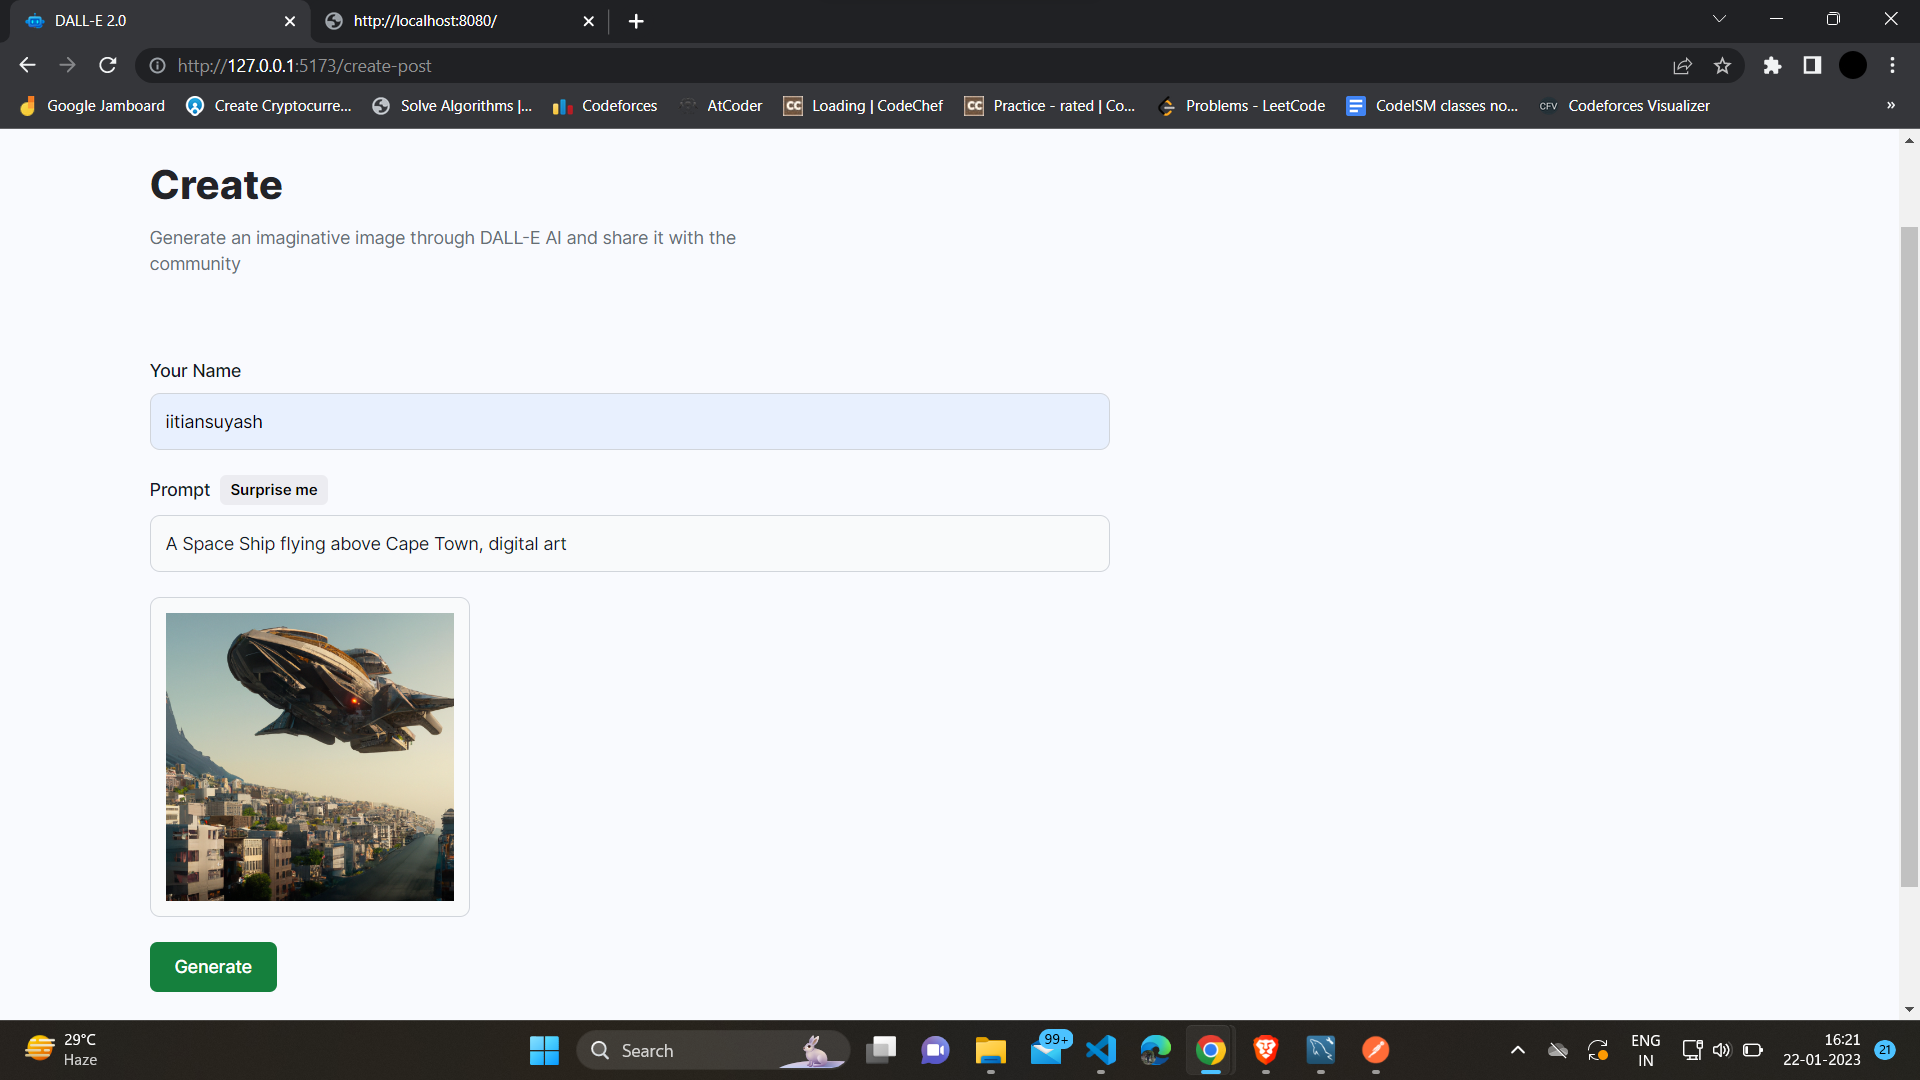 DALL-E 2.0
http://localhost:8080/
http://127.0.0.1:5173/create-post
Google Jamboard
Create Cryptocurre...
Solve Algorithms |...
Codeforces
AtCoder
CC
Loading | CodeChef
CC
Practice - rated | Co...
Problems - LeetCode
CodeISM classes no...
CFV
Codeforces Visualizer
»
Create
Generate an imaginative image through DALL-E AI and share it with the
community
Your Name
iitiansuyash
Prompt
Surprise me
A Space Ship flying above Cape Town, digital art
Generate
29°C
Haze
Search
99+
ENG
IN
16:21
22-01-2023
21